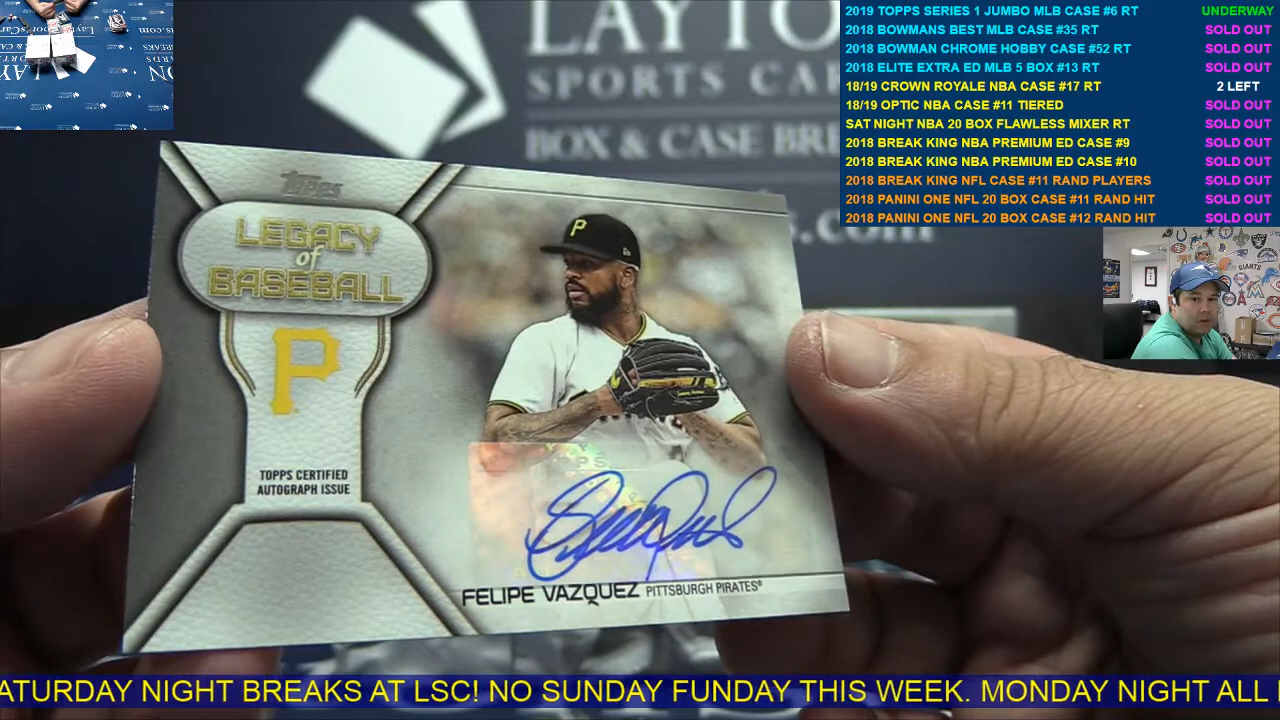 LAYTON
SPORTS CAR
BOX & CASE BRE
s.com
2019 TOPPS SERIES 1 JUMBO MLB CASE #6 RT UNDERWAY
2018 BOWMANS BEST MLB CASE #35 RT SOLD OUT
2018 BOWMAN CHROME HOBBY CASE #52 RT SOLD OUT
2018 ELITE EXTRA ED MLB 5 BOX #13 RT SOLD OUT
18/19 CROWN ROYALE NBA CASE #17 RT 2 LEFT
18/19 OPTIC NBA CASE #11 TIERED SOLD OUT
SAT NIGHT NBA 20 BOX FLAWLESS MIXER RT SOLD OUT
2018 BREAK KING NBA PREMIUM ED CASE #9 SOLD OUT
2018 BREAK KING NBA PREMIUM ED CASE #10 SOLD OUT
2018 BREAK KING NFL CASE #11 RAND PLAYERS SOLD OUT
2018 PANINI ONE NFL 20 BOX CASE #11 RAND HIT SOLD OUT
2018 PANINI ONE NFL 20 BOX CASE #12 RAND HIT SOLD OUT
Topps
LEGACY
of
BASEBALL
P
P
TOPPS CERTIFIED
AUTOGRAPH ISSUE
FELIPE VAZQUEZ PITTSBURGH PIRATES®
GIANTS
ATURDAY NIGHT BREAKS AT LSC! NO SUNDAY FUNDAY THIS WEEK. MONDAY NIGHT ALL